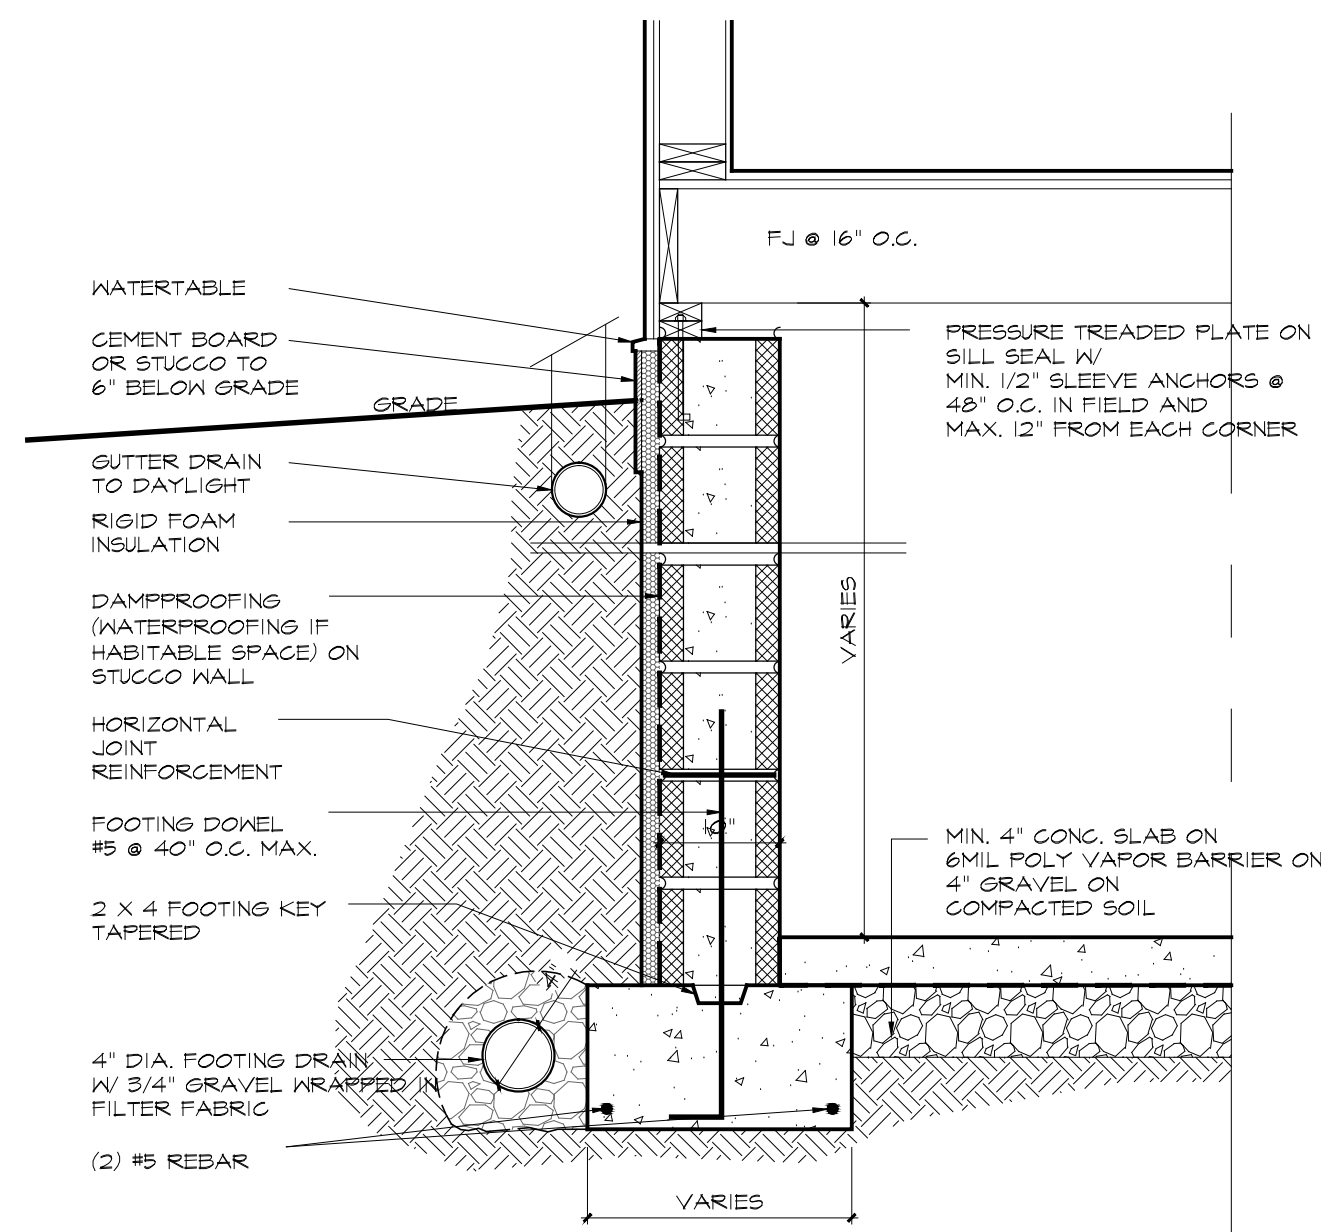 FJ @ 16" O.C.
WATERTABLE
CEMENT BOARD
OR STUCCO TO
6" BELOW GRADE
GRADE
GUTTER DRAIN
TO DAYLIGHT
RIGID FOAM
INSULATION
DAMPPROOFING
(WATERPROOFING IF
HABITABLE SPACE) ON
STUCCO WALL
HORIZONTAL
JOINT
REINFORCEMENT
FOOTING DOWEL
#5 @ 40" O.C. MAX.
2 X 4 FOOTING KEY
TAPERED
4" DIA. FOOTING DRAIN
W/ 3/4" GRAVEL WRAPPED IN
FILTER FABRIC
(2) #5 REBAR
4"
VARIES
VARIES
PRESSURE TREADED PLATE ON
SILL SEAL W/
MIN. 1/2" SLEEVE ANCHORS @
48" O.C. IN FIELD AND
MAX. 12" FROM EACH CORNER
MIN. 4" CONC. SLAB ON
6MIL POLY VAPOR BARRIER ON
4" GRAVEL ON
COMPACTED SOIL